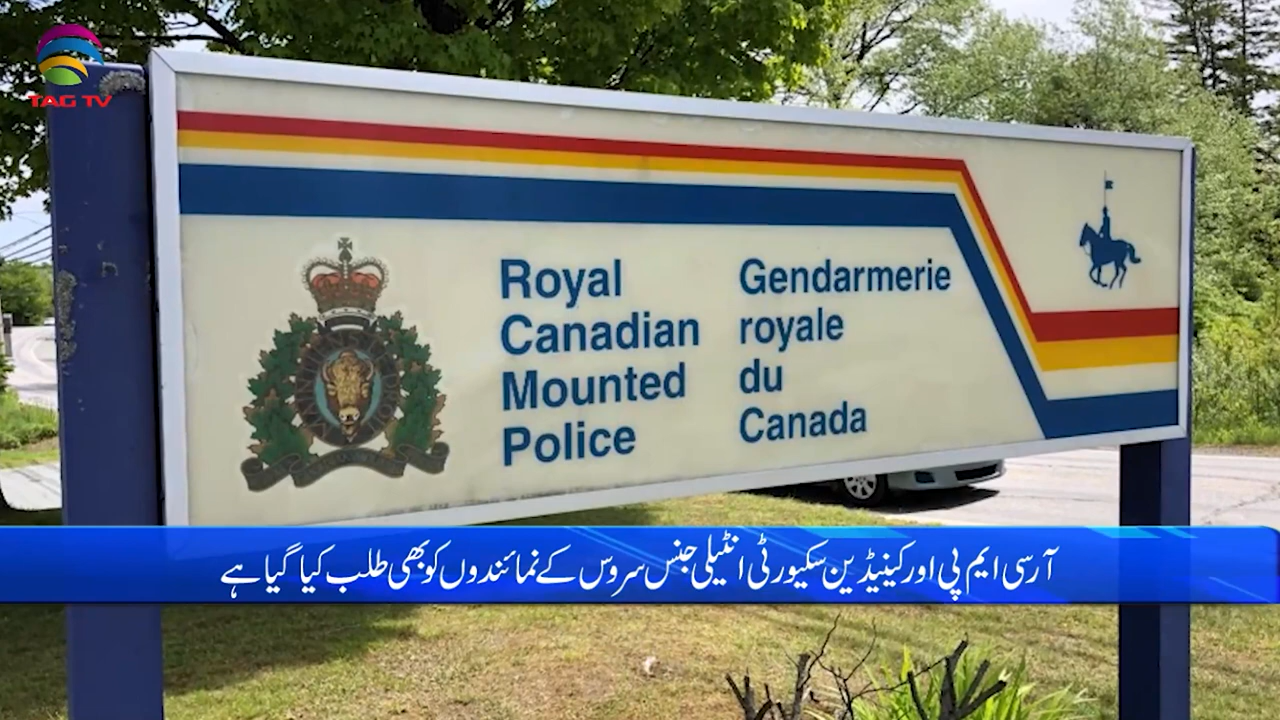 TAG TV
Royal
Canadian
Mounted
Police
Gendarmerie
royale
du
Canada
آر سی ایم پی اور کینیڈین سکیورٹی انٹیلی جنس سروس کے نمائندوں کو بھی طلب کیا گیا ہے